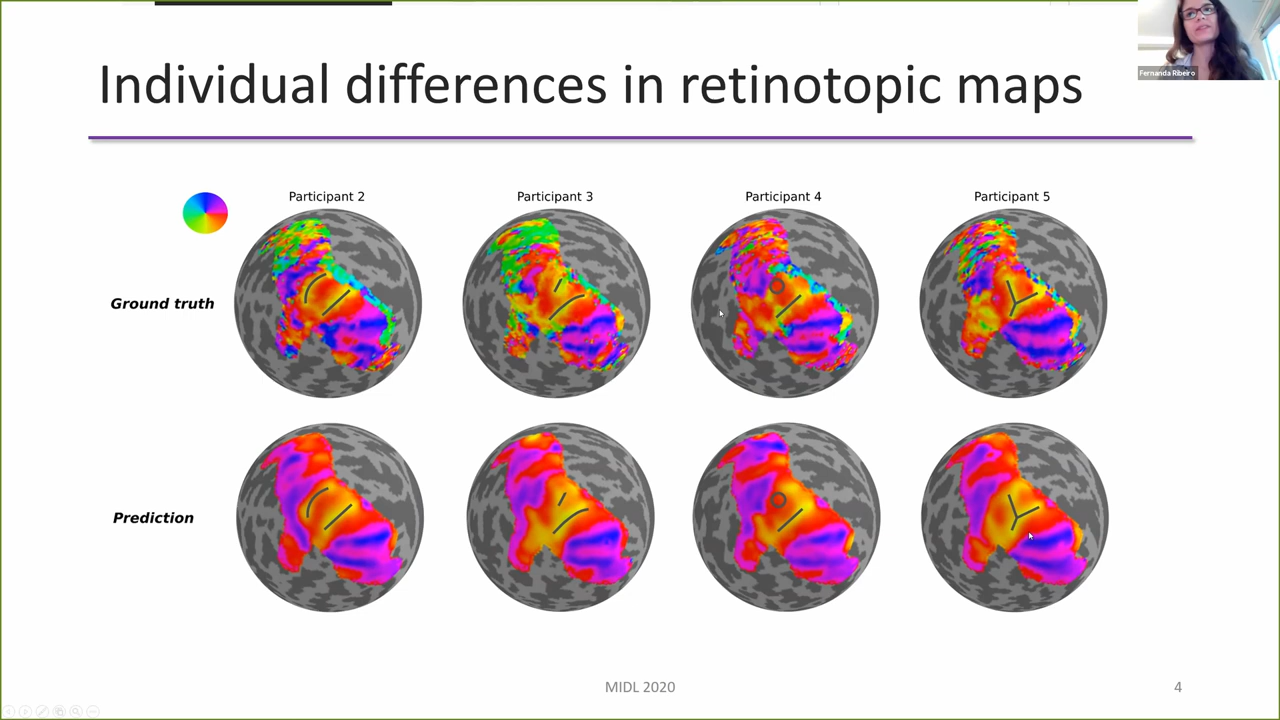 Individual differences in retinotopic maps
Fernanda Ribeiro
Participant 2
Participant 3
Participant 4
Participant 5
Ground truth
Prediction
MIDL 2020
4